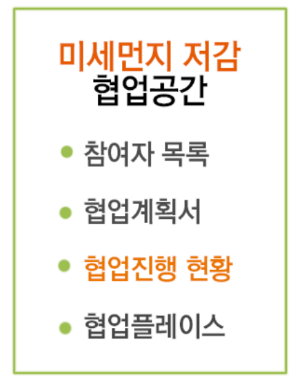 미세먼지 저감
협업공간
참여자 목록
협업계획서
협업진행 현황
협업플레이스